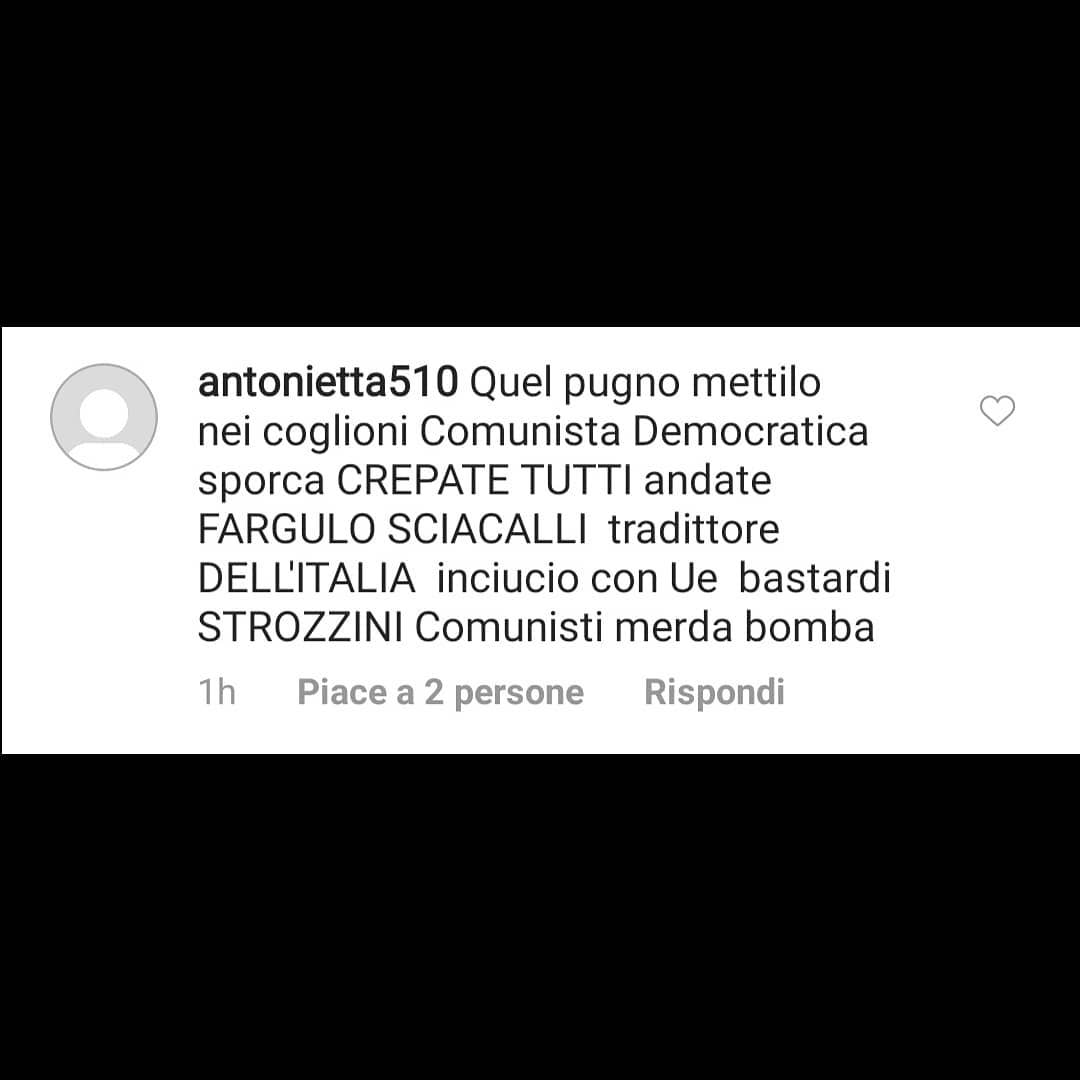 antonietta510 Quel pugno mettilo
nei coglioni Comunista Democratica
sporca CREPATE TUTTI andate
FARGULO SCIACALLI  tradittore
DELL'ITALIA  inciucio con Ue  bastardi
STROZZINI Comunisti merda bomba
1h Piace a 2 persone Rispondi